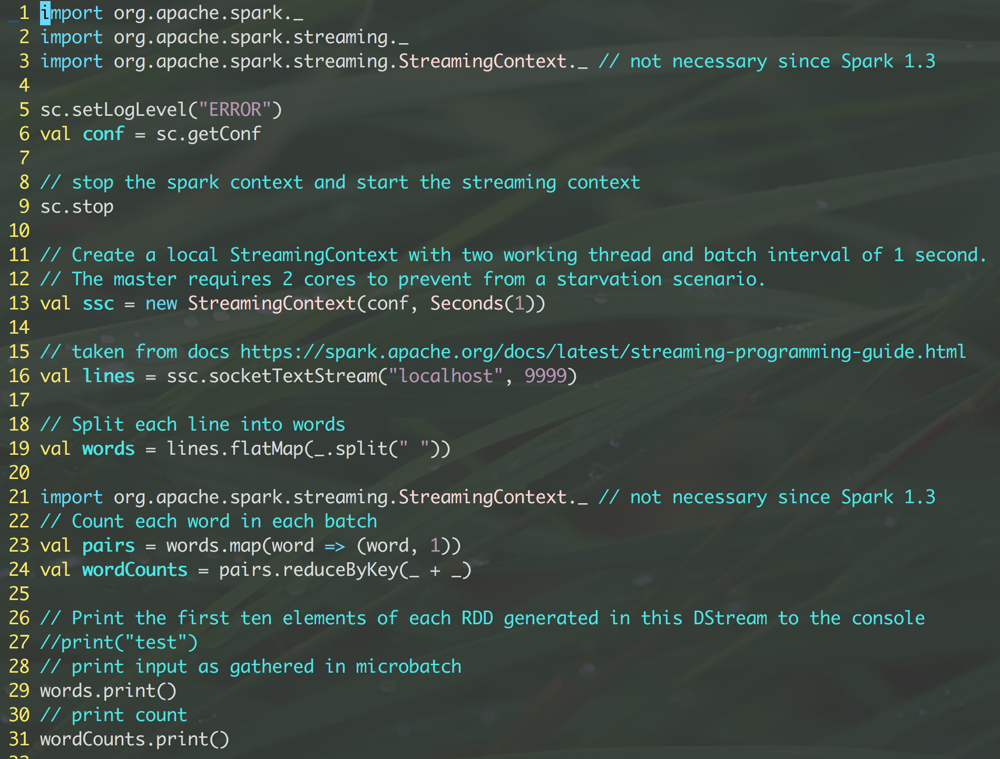 1 import org.apache.spark._
2 import org.apache.spark.streaming._
3 import org.apache.spark.streaming.StreamingContext._ // not necessary since Spark 1.3
4
5 sc.setLogLevel("ERROR")
6 val conf = sc.getConf
7
8 // stop the spark context and start the streaming context
9 sc.stop
10
11 // Create a local StreamingContext with two working thread and batch interval of 1 second.
12 // The master requires 2 cores to prevent from a starvation scenario.
13 val ssc = new StreamingContext(conf, Seconds(1))
14
15 // taken from docs https://spark.apache.org/docs/latest/streaming-programming-guide.html
16 val lines = ssc.socketTextStream("localhost", 9999)
17
18 // Split each line into words
19 val words = lines.flatMap(_.split(" "))
20
21 import org.apache.spark.streaming.StreamingContext._ // not necessary since Spark 1.3
22 // Count each word in each batch
23 val pairs = words.map(word => (word, 1))
24 val wordCounts = pairs.reduceByKey(_ + _)
25
26 // Print the first ten elements of each RDD generated in this DStream to the console
27 //print("test")
28 // print input as gathered in microbatch
29 words.print()
30 // print count
31 wordCounts.print()